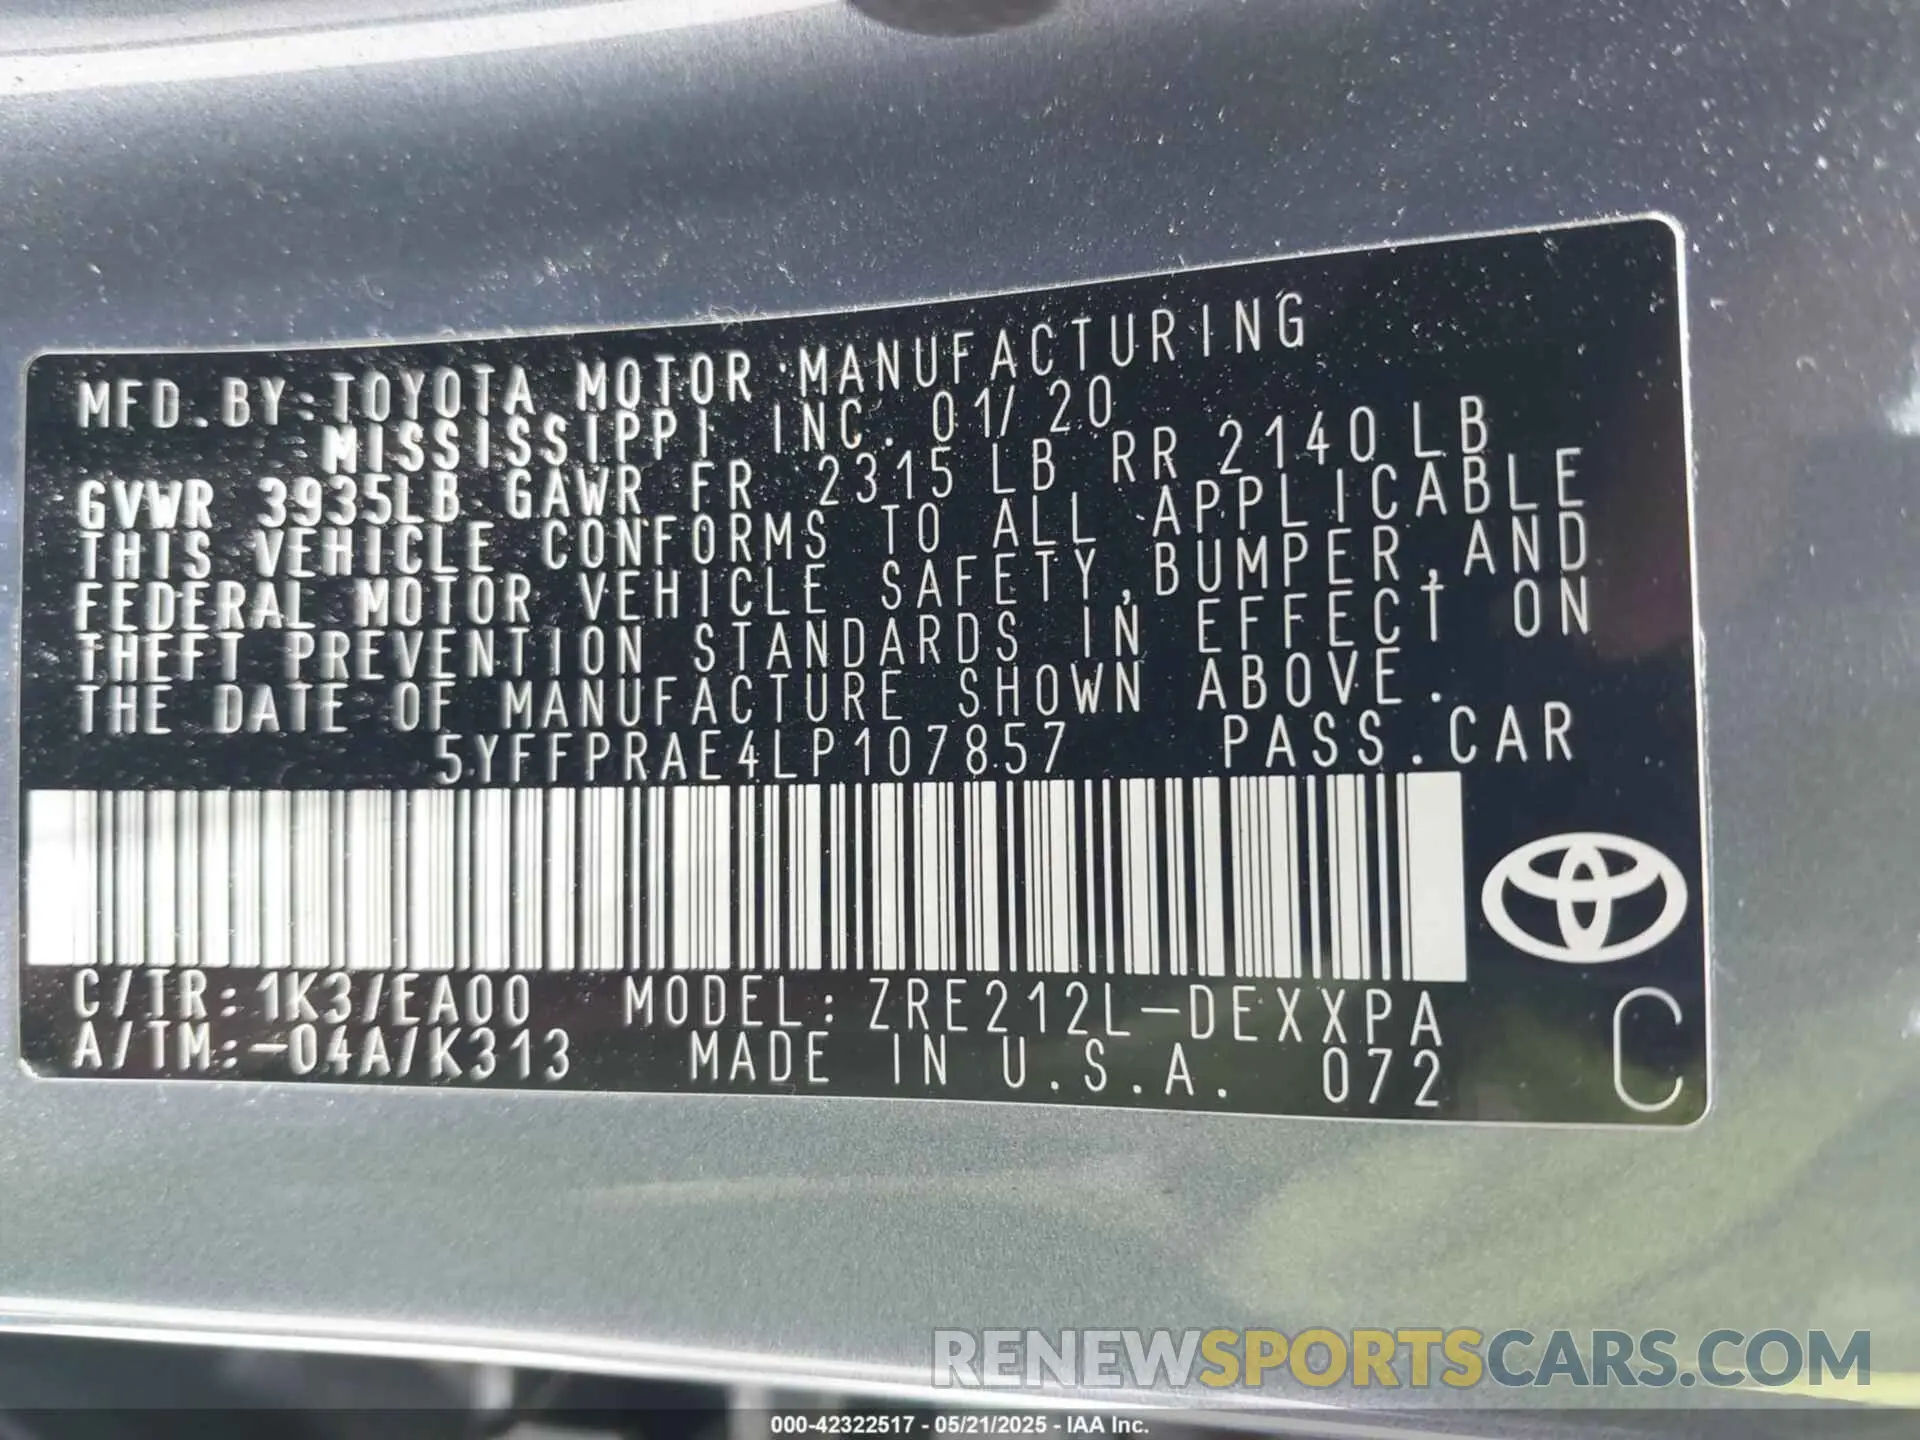 MFD.BY:TOYOTA MOTOR MANUFACTURING
MISSISSIPPI INC. 01/20
GVWR 3935LB GAWR FR 2315 LB RR 2140LB
THIS VEHICLE CONFORMS TO ALL APPLICABLE
FEDERAL MOTOR VEHICLE SAFETY,BUMPER,AND
THEFT PREVENTION STANDARDS IN EFFECT ON
THE DATE OF MANUFACTURE SHOWN ABOVE.
5YFFPRAE4LP107857 PASS.CAR
C/TR:1K3/EA00 MODEL:ZRE212L-DEXXPA
A/TM:-04A/K313 MADE IN U.S.A. 072
C
RENEWSPORTSCARS.COM
000-42322517 - 05/21/2025 - IAA Inc.